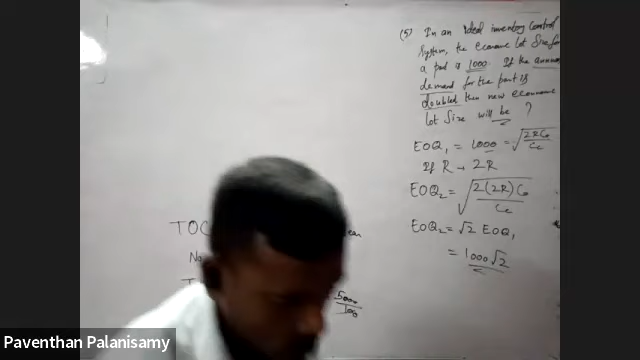 (5) In an ideal inventory control
system, the economic lot size for
a part is 1000. If the annual
demand for the part is
doubled then new economic
lot size will be ?
EOQ₁ = 1000 = √(2RC₀/Cc)
If R → 2R
EOQ₂ = √(2(2R)C₀/Cc)
EOQ₂ = √2 EOQ₁
= 1000√2
TOC
No
T
5000/100
Paventhan Palanisamy